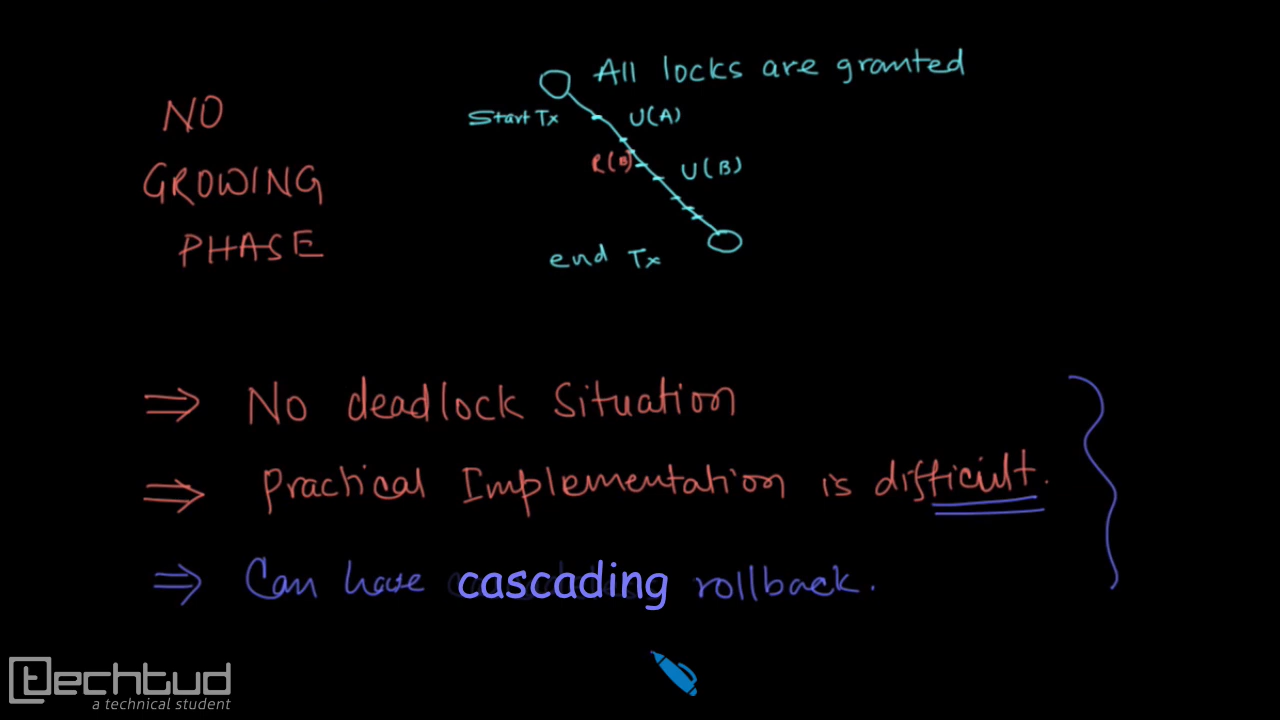 All locks are granted
NO
Start Tx
U(A)
R(B)
U(B)
GROWING
PHASE
end Tx
⇒ No deadlock Situation
⇒ Practical Implementation is difficult.
⇒ Can have cascading rollback.
techtud
a technical student